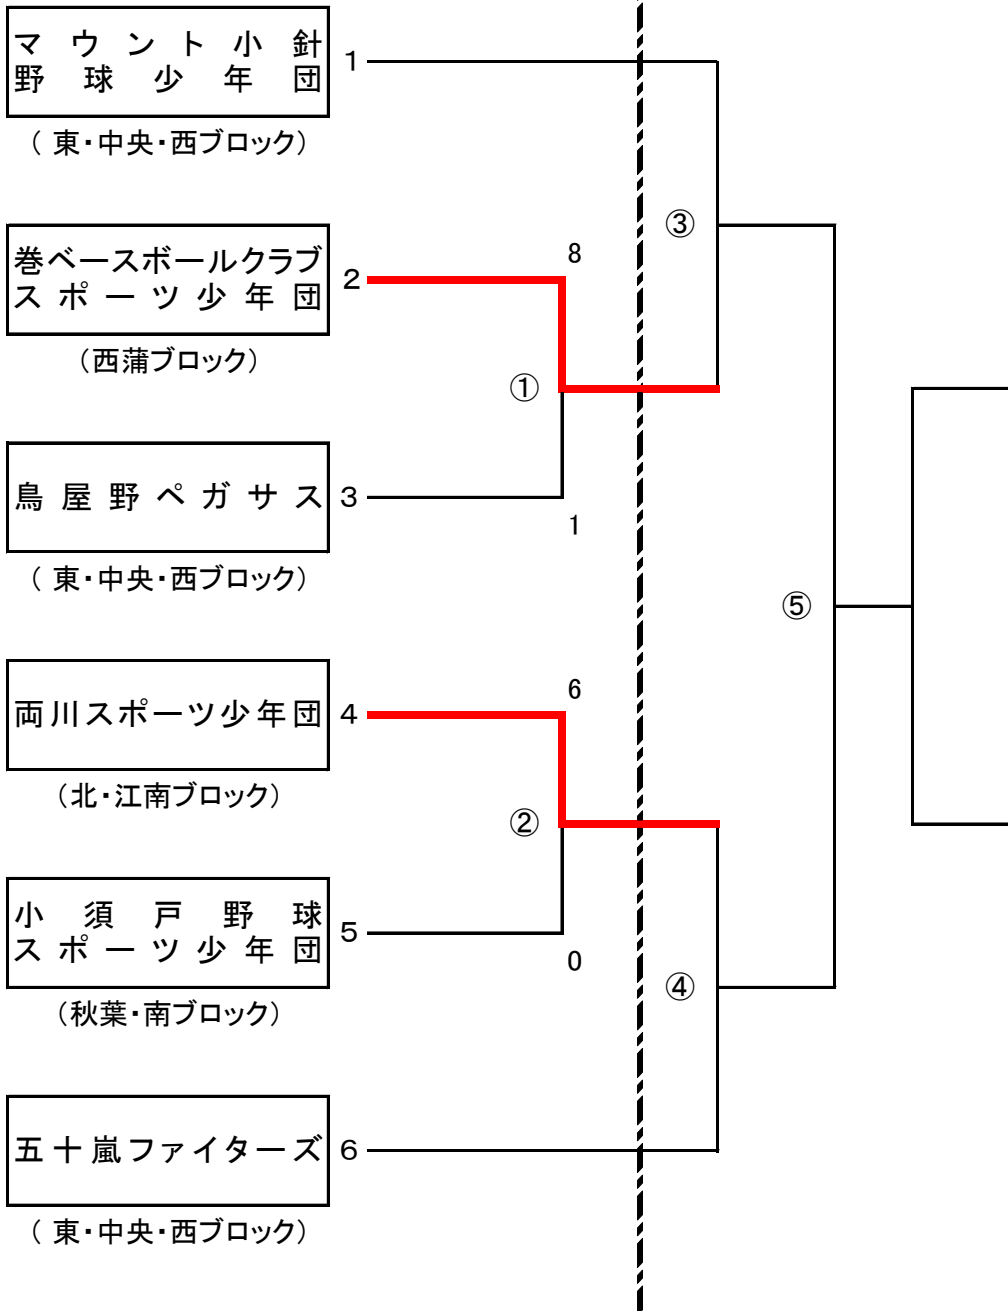 マウント小針
野球少年団
1
（東・中央・西ブロック）
③
巻ベースボールクラブ
スポーツ少年団
2
8
（西蒲ブロック）
①
鳥屋野ペガサス
3
1
（東・中央・西ブロック）
⑤
両川スポーツ少年団
4
6
（北・江南ブロック）
②
小須戸野球
スポーツ少年団
5
0
④
（秋葉・南ブロック）
五十嵐ファイターズ
6
（東・中央・西ブロック）